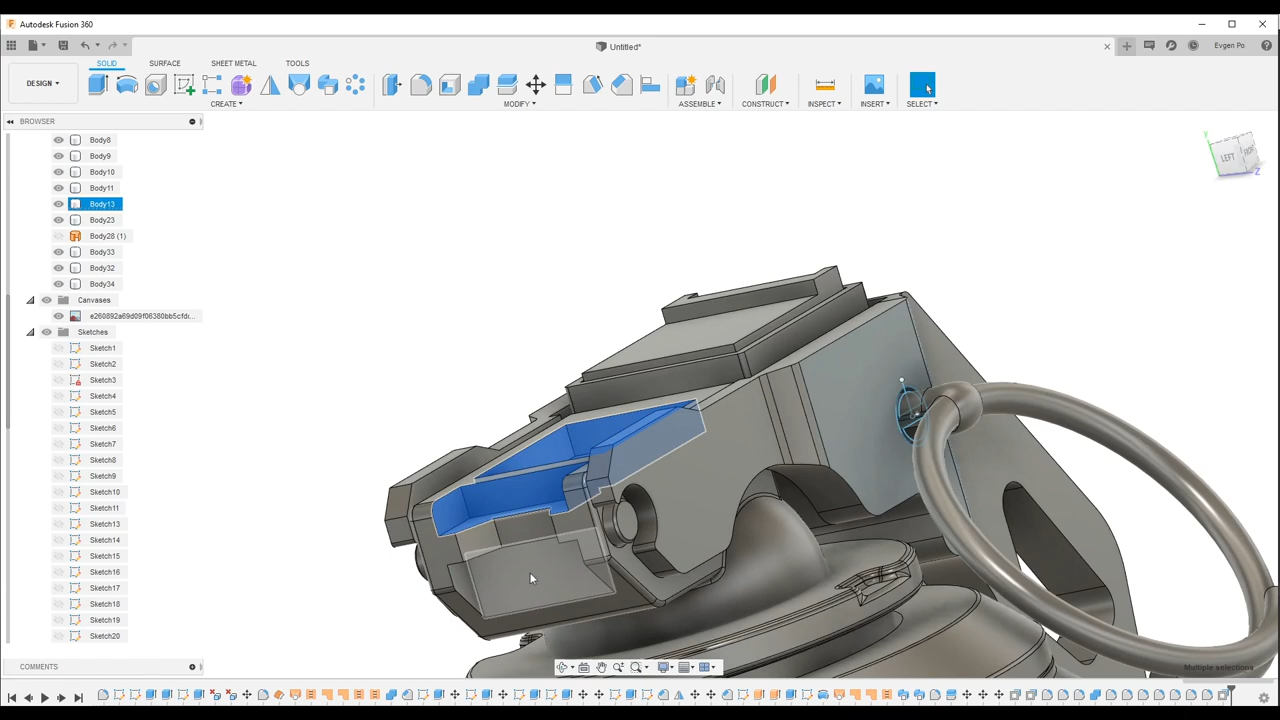 Autodesk Fusion 360
Untitled*
Evgen Po
SOLID SURFACE SHEET METAL TOOLS
DESIGN
CREATE MODIFY ASSEMBLE CONSTRUCT INSPECT INSERT SELECT
BROWSER
Body8
Body9
Body10
Body11
Body13
Body23
Body28 (1)
Body33
Body32
Body34
Canvases
e260892a69d09f06380bb5cfd...
Sketches
Sketch1
Sketch2
Sketch3
Sketch4
Sketch5
Sketch6
Sketch7
Sketch8
Sketch9
Sketch10
Sketch11
Sketch13
Sketch14
Sketch15
Sketch16
Sketch17
Sketch18
Sketch19
Sketch20
Y
LEFT
FRONT
Z
Multiple selections
COMMENTS